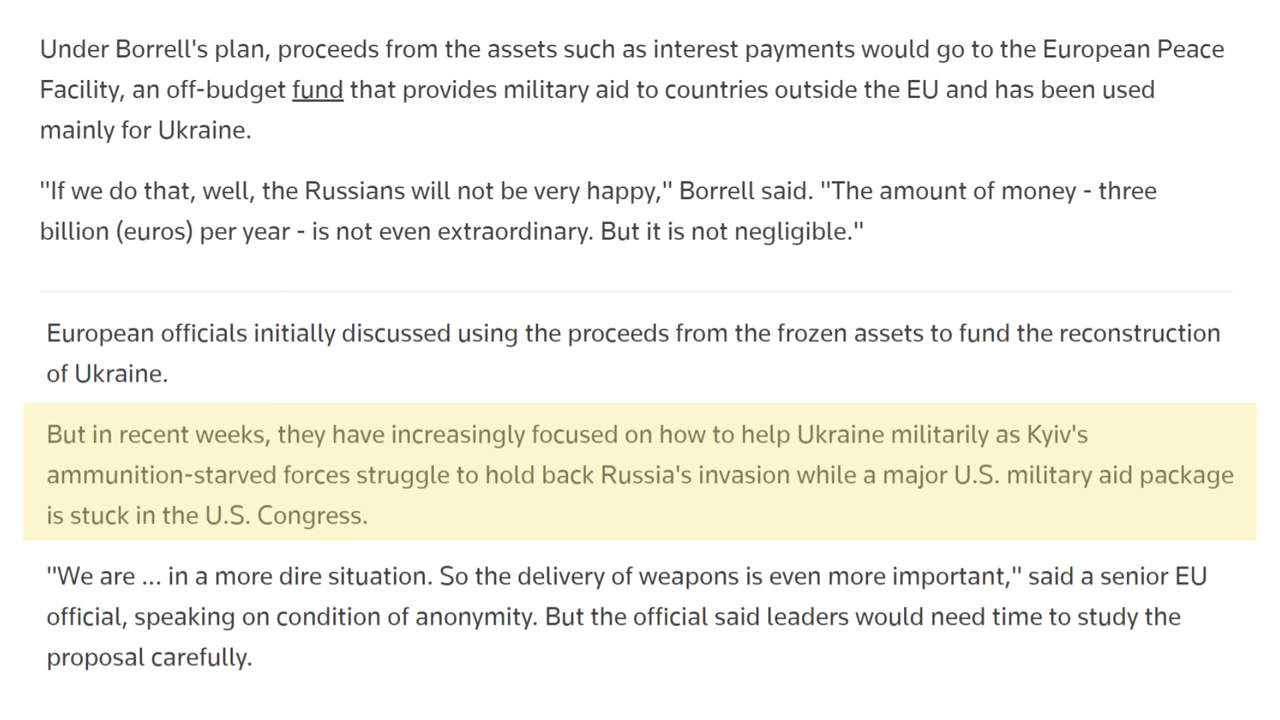 Under Borrell's plan, proceeds from the assets such as interest payments would go to the European Peace
Facility, an off-budget fund that provides military aid to countries outside the EU and has been used
mainly for Ukraine.
"If we do that, well, the Russians will not be very happy," Borrell said. "The amount of money - three
billion (euros) per year - is not even extraordinary. But it is not negligible."
European officials initially discussed using the proceeds from the frozen assets to fund the reconstruction
of Ukraine.
But in recent weeks, they have increasingly focused on how to help Ukraine militarily as Kyiv's
ammunition-starved forces struggle to hold back Russia's invasion while a major U.S. military aid package
is stuck in the U.S. Congress.
"We are ... in a more dire situation. So the delivery of weapons is even more important," said a senior EU
official, speaking on condition of anonymity. But the official said leaders would need time to study the
proposal carefully.